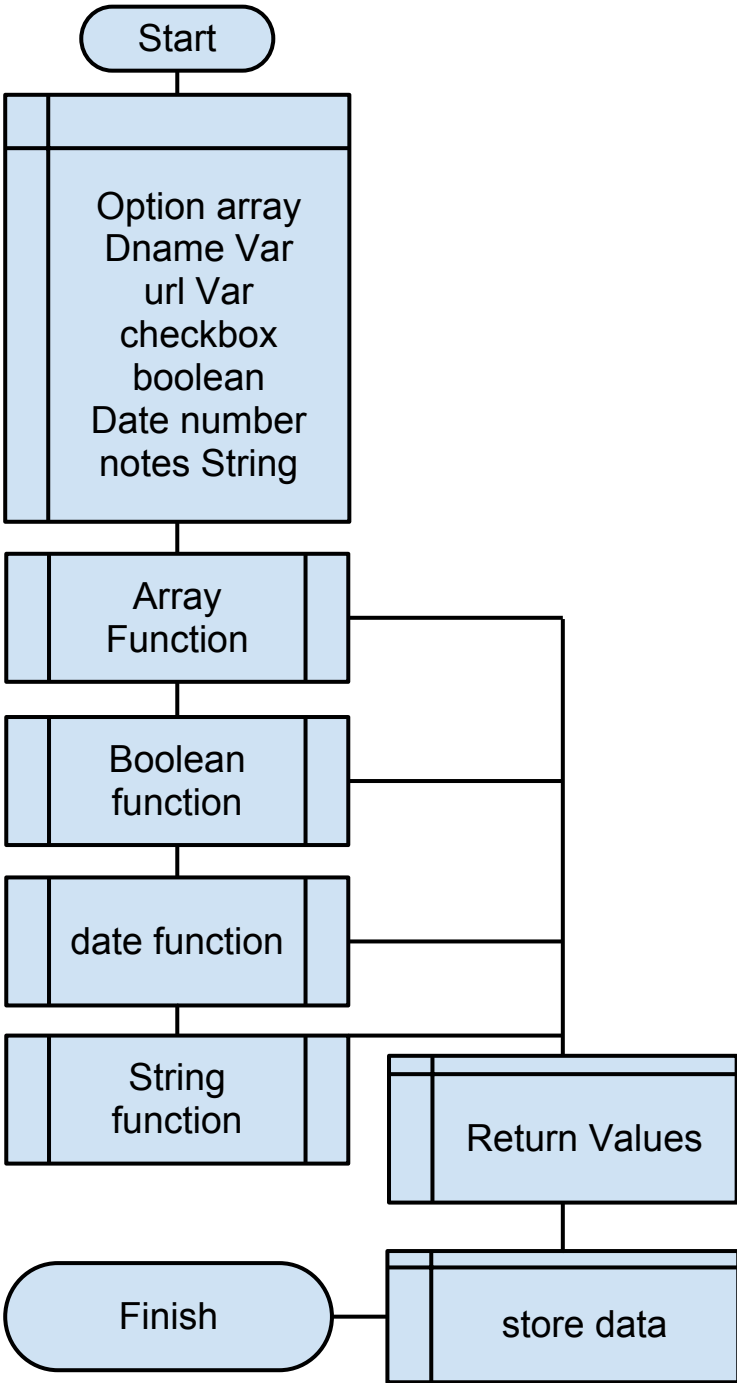 Start
Option array
Dname Var
url Var
checkbox
boolean
Date number
notes String
Array
Function
Boolean
function
date function
String
function
Return Values
store data
Finish